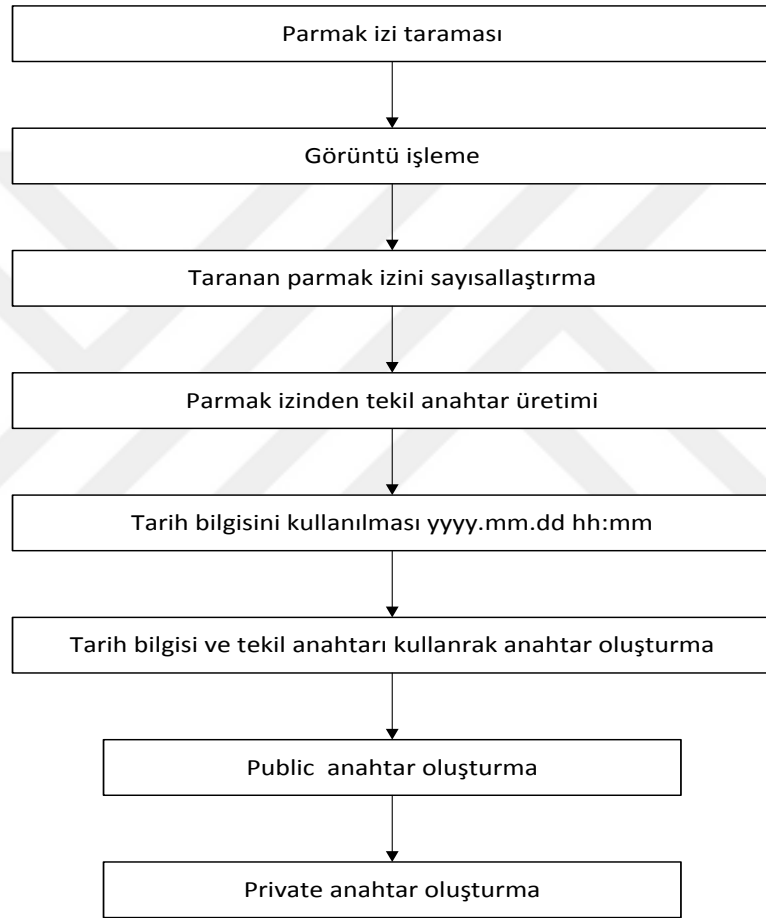 Parmak izi taraması
Görüntü işleme
Taranan parmak izini sayısallaştırma
Parmak izinden tekil anahtar üretimi
Tarih bilgisini kullanılması yyyy.mm.dd hh:mm
Tarih bilgisi ve tekil anahtarı kullanrak anahtar oluşturma
Public  anahtar oluşturma
Private anahtar oluşturma